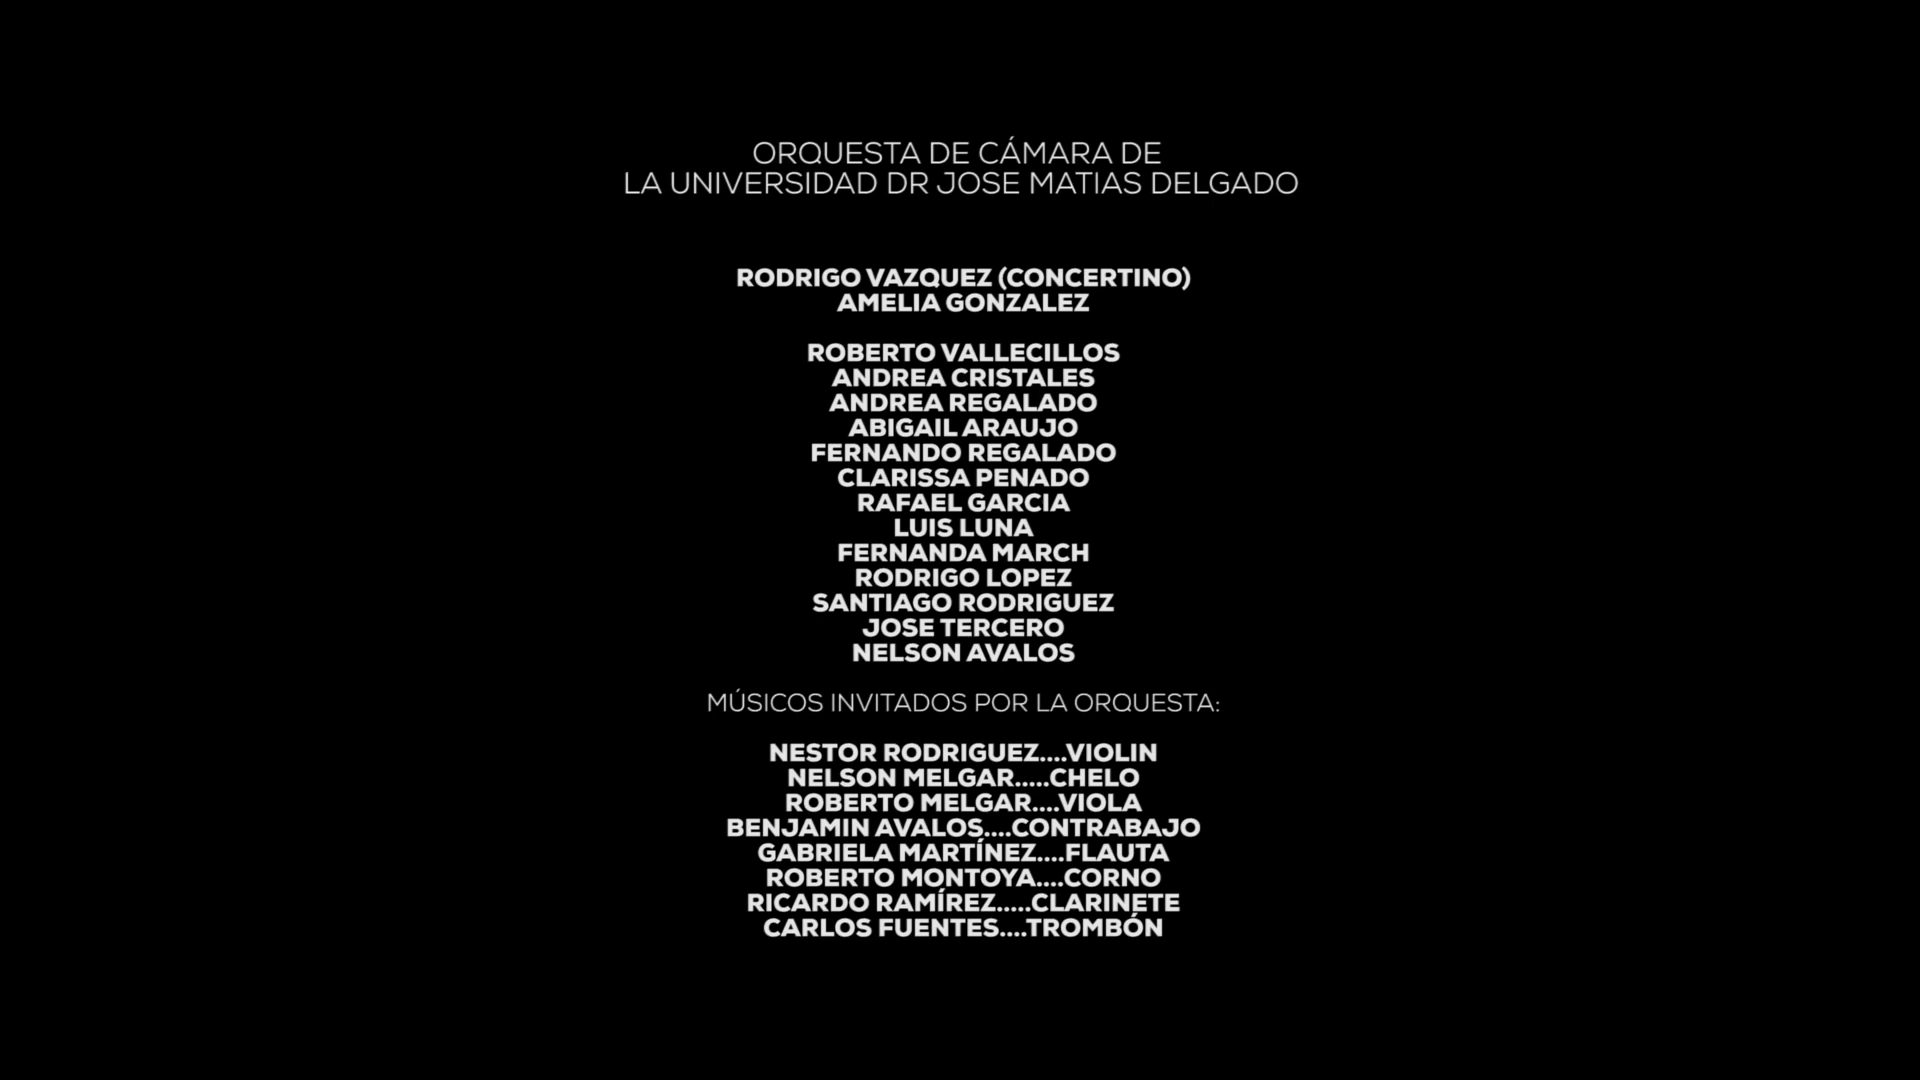 ORQUESTA DE CÁMARA DE
LA UNIVERSIDAD DR JOSE MATIAS DELGADO
RODRIGO VAZQUEZ (CONCERTINO)
AMELIA GONZALEZ
ROBERTO VALLECILLOS
ANDREA CRISTALES
ANDREA REGALADO
ABIGAIL ARAUJO
FERNANDO REGALADO
CLARISSA PENADO
RAFAEL GARCIA
LUIS LUNA
FERNANDA MARCH
RODRIGO LOPEZ
SANTIAGO RODRIGUEZ
JOSE TERCERO
NELSON AVALOS
MÚSICOS INVITADOS POR LA ORQUESTA:
NESTOR RODRIGUEZ....VIOLIN
NELSON MELGAR.....CHELO
ROBERTO MELGAR....VIOLA
BENJAMIN AVALOS....CONTRABAJO
GABRIELA MARTÍNEZ....FLAUTA
ROBERTO MONTOYA....CORNO
RICARDO RAMÍREZ.....CLARINETE
CARLOS FUENTES....TROMBÓN